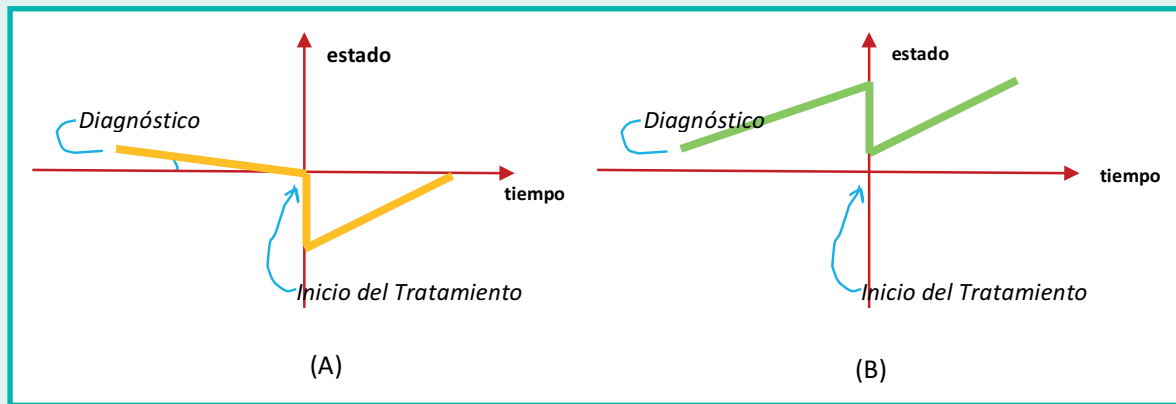 estado
Diagnóstico
tiempo
Inicio del Tratamiento
(A)
estado
Diagnóstico
tiempo
Inicio del Tratamiento
(B)